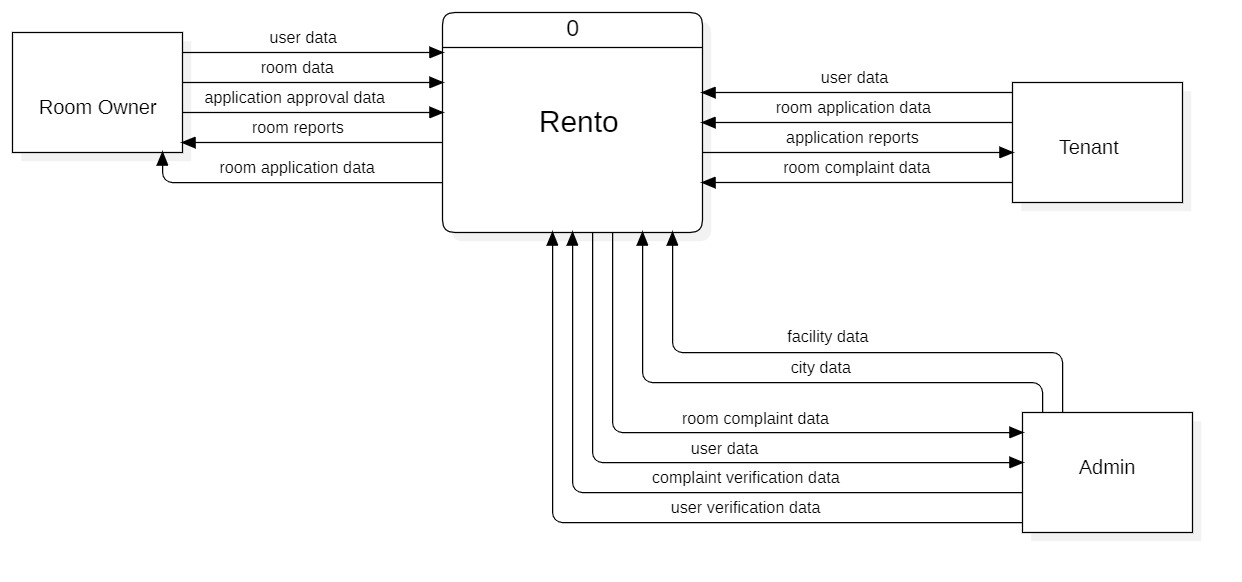 0
Rento
Room Owner
user data
room data
application approval data
room reports
room application data
user data
room application data
application reports
room complaint data
Tenant
facility data
city data
room complaint data
user data
complaint verification data
user verification data
Admin